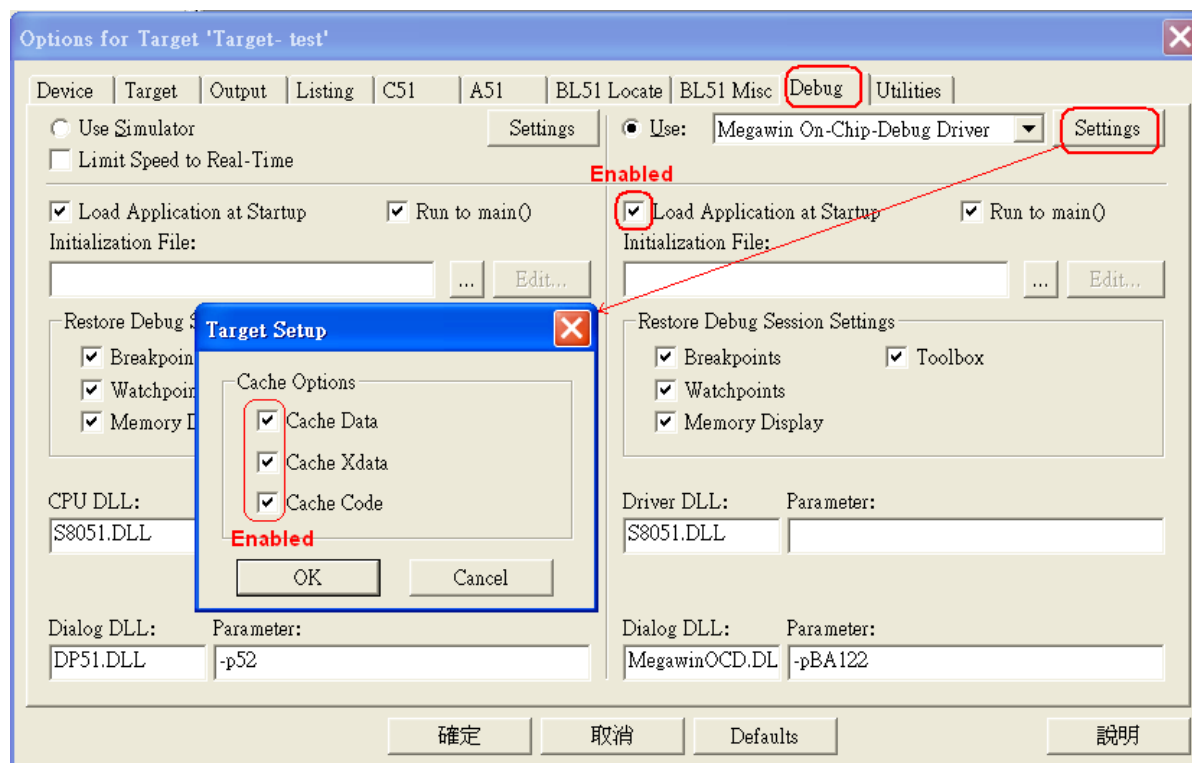 Options for Target 'Target- test'
Device Target Output Listing C51 A51 BL51 Locate BL51 Misc Debug Utilities
Use Simulator Settings Use: Megawin On-Chip-Debug Driver Settings
Limit Speed to Real-Time
Enabled
Load Application at Startup Run to main() Load Application at Startup Run to main()
Initialization File: Initialization File:
... Edit... ... Edit...
Restore Debug Restore Debug Session Settings
Target Setup
Breakpoin Breakpoints Toolbox
Cache Options
Watchpoin Watchpoints
Cache Data
Memory Memory Display
Cache Xdata
Cache Code
CPU DLL: Driver DLL: Parameter:
S8051.DLL S8051.DLL
Enabled
OK Cancel
Dialog DLL: Parameter: Dialog DLL: Parameter:
DP51.DLL -p52 MegawinOCD.DL -pBA122
確定 取消 Defaults 說明